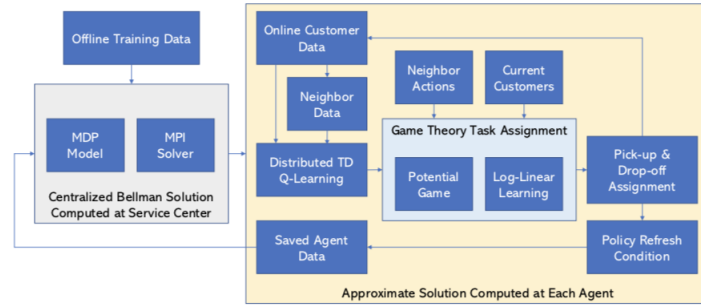 Offline Training Data
MDP
Model
MPI
Solver
Centralized Bellman Solution
Computed at Service Center
Online Customer
Data
Neighbor
Data
Distributed TD
Q-Learning
Neighbor
Actions
Current
Customers
Game Theory Task Assignment
Potential
Game
Log-Linear
Learning
Pick-up &
Drop-off
Assignment
Saved Agent
Data
Policy Refresh
Condition
Approximate Solution Computed at Each Agent